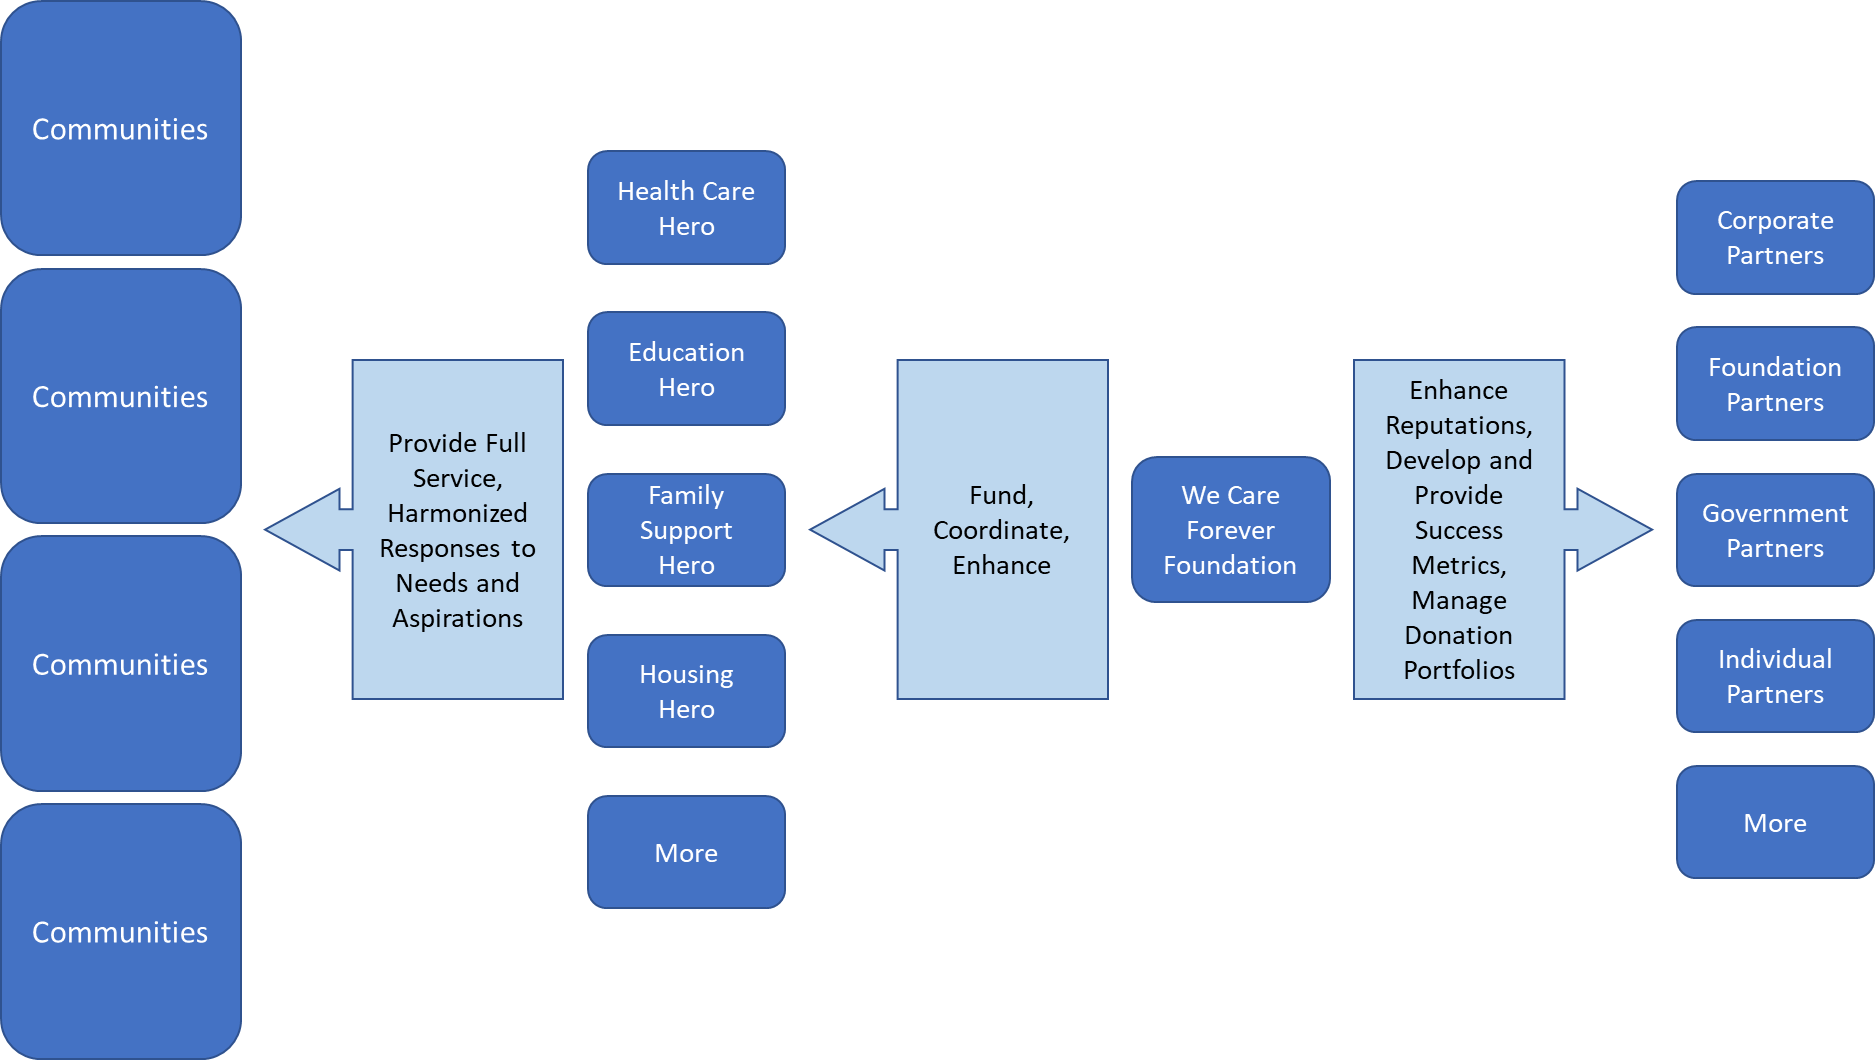 Communities
Communities
Communities
Communities
Provide Full
Service,
Harmonized
Responses to
Needs and
Aspirations
Health Care
Hero
Education
Hero
Family
Support
Hero
Housing
Hero
More
Fund,
Coordinate,
Enhance
We Care
Forever
Foundation
Enhance
Reputations,
Develop and
Provide
Success
Metrics,
Manage
Donation
Portfolios
Corporate
Partners
Foundation
Partners
Government
Partners
Individual
Partners
More